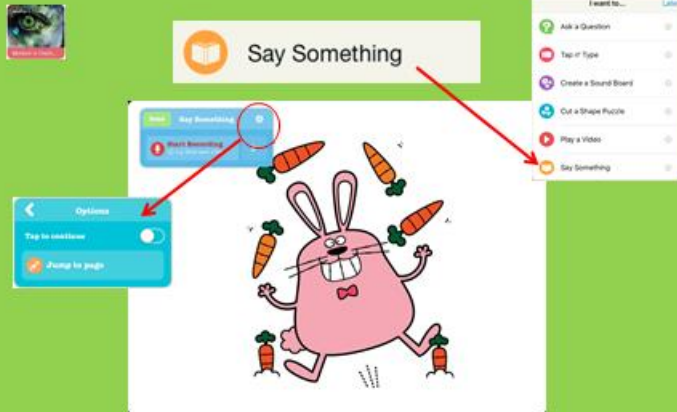 Say Something
I want to...
Ask a Question
Tap n' Type
Create a Sound Board
Cut a Shape Puzzle
Play a Video
Say Something
Say Something
Start Recording
Options
Tap to continue
Jump to page